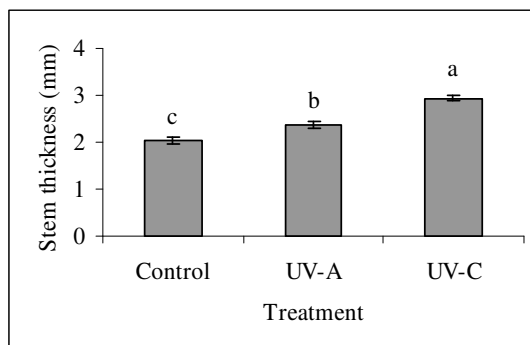 Stem thickness (mm)
4
3
2
1
0
c
b
a
Control
UV-A
UV-C
Treatment